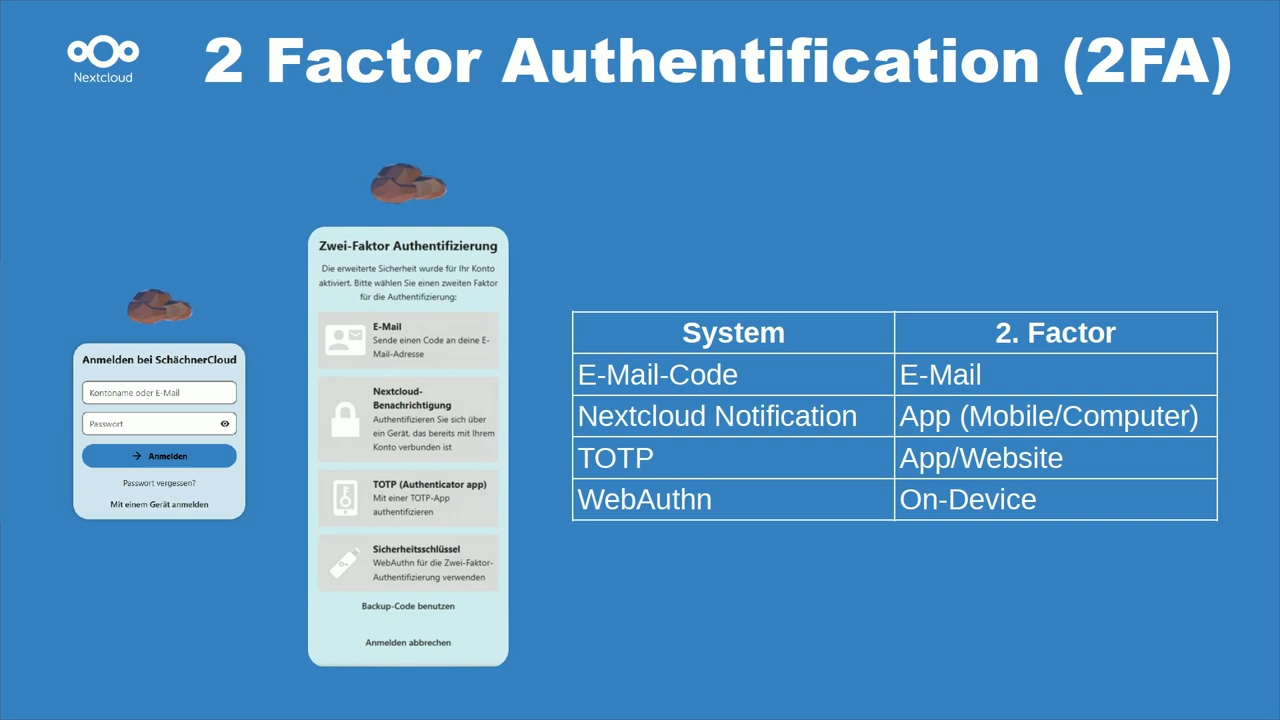 Nextcloud
2 Factor Authentification (2FA)
Anmelden bei SchächnerCloud
Kontoname oder E-Mail
Passwort
Anmelden
Passwort vergessen?
Mit einem Gerät anmelden
Zwei-Faktor Authentifizierung
Die erweiterte Sicherheit wurde für Ihr Konto
aktiviert. Bitte wählen Sie einen zweiten Faktor
für die Authentifizierung:
E-Mail
Sende einen Code an deine E-
Mail-Adresse
Nextcloud-
Benachrichtigung
Authentifizieren Sie sich über
ein Gerät, das bereits mit Ihrem
Konto verbunden ist
TOTP (Authenticator app)
Mit einer TOTP-App
authentifizieren
Sicherheitsschlüssel
WebAuthn für die Zwei-Faktor-
Authentifizierung verwenden
Backup-Code benutzen
Anmelden abbrechen
System 2. Factor
E-Mail-Code E-Mail
Nextcloud Notification App (Mobile/Computer)
TOTP App/Website
WebAuthn On-Device